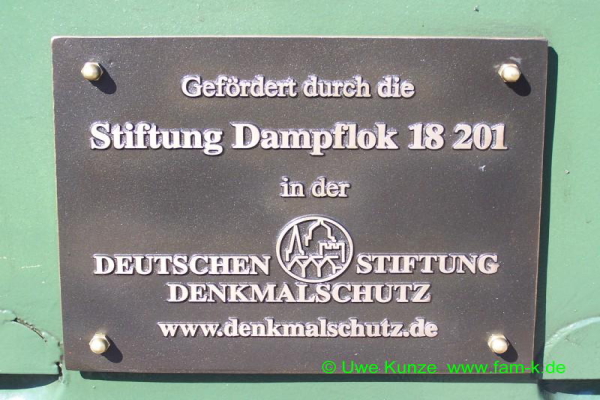 Gefördert durch die
Stiftung Dampflok 18 201
in der
DEUTSCHEN STIFTUNG
DENKMALSCHUTZ
www.denkmalschutz.de
© Uwe Kunze www.fam-k.de